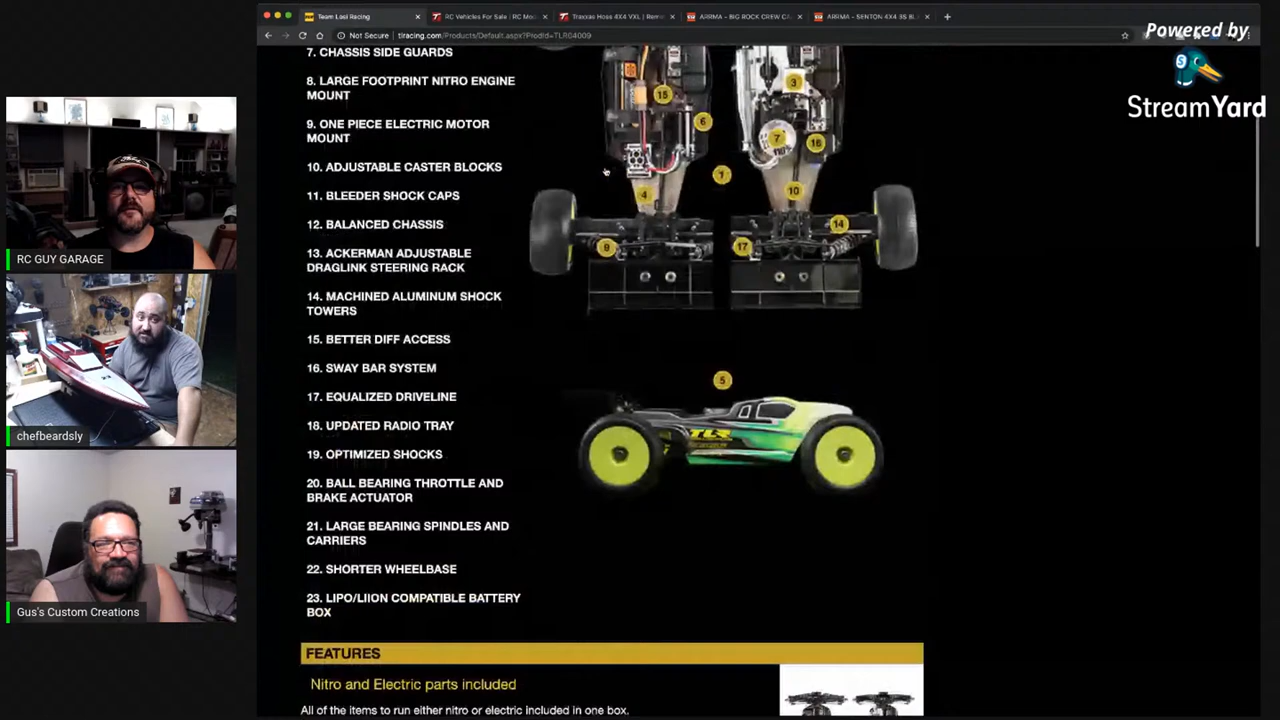 Team Losi Racing
RC Vehicles For Sale | RC Mod
ARRMA - BIG ROCK CREW CA
ARRMA - SENTON 4X4 3S BL
Not Secure | tlracing.com/Products/Default.aspx?ProdId=TLR04009
Powered by
StreamYard
7. CHASSIS SIDE GUARDS
8. LARGE FOOTPRINT NITRO ENGINE
MOUNT
9. ONE PIECE ELECTRIC MOTOR
MOUNT
10. ADJUSTABLE CASTER BLOCKS
11. BLEEDER SHOCK CAPS
12. BALANCED CHASSIS
13. ACKERMAN ADJUSTABLE
DRAGLINK STEERING RACK
14. MACHINED ALUMINUM SHOCK
TOWERS
15. BETTER DIFF ACCESS
16. SWAY BAR SYSTEM
17. EQUALIZED DRIVELINE
18. UPDATED RADIO TRAY
19. OPTIMIZED SHOCKS
20. BALL BEARING THROTTLE AND
BRAKE ACTUATOR
21. LARGE BEARING SPINDLES AND
CARRIERS
22. SHORTER WHEELBASE
23. LIPO/LIION COMPATIBLE BATTERY
BOX
15
3
6
7
16
1
4
10
14
9
17
5
TLR
FEATURES
Nitro and Electric parts included
All of the items to run either nitro or electric included in one box.
RC GUY GARAGE
chefbeardsly
Gus's Custom Creations